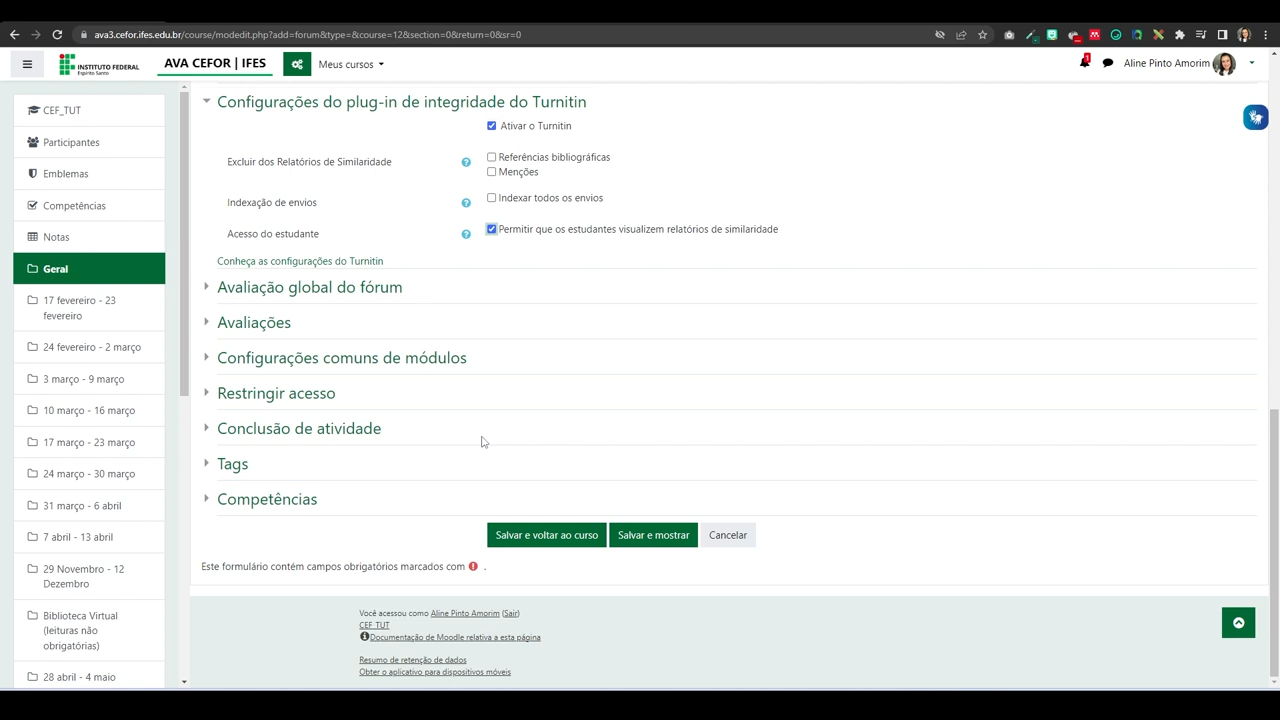 ava3.cefor.ifes.edu.br/course/modedit.php?add=forum&type=&course=12&section=0&return=0&sr=0
INSTITUTO FEDERAL
Espírito Santo
AVA CEFOR | IFES
Meus cursos
1
Aline Pinto Amorim
CEF_TUT
Participantes
Emblemas
Competências
Notas
Geral
17 fevereiro - 23
fevereiro
24 fevereiro - 2 março
3 março - 9 março
10 março - 16 março
17 março - 23 março
24 março - 30 março
31 março - 6 abril
7 abril - 13 abril
29 Novembro - 12
Dezembro
Biblioteca Virtual
(leituras não
obrigatórias)
28 abril - 4 maio
Configurações do plug-in de integridade do Turnitin
Ativar o Turnitin
Excluir dos Relatórios de Similaridade
Referências bibliográficas
Menções
Indexação de envios
Indexar todos os envios
Acesso do estudante
Permitir que os estudantes visualizem relatórios de similaridade
Conheça as configurações do Turnitin
Avaliação global do fórum
Avaliações
Configurações comuns de módulos
Restringir acesso
Conclusão de atividade
Tags
Competências
Salvar e voltar ao curso
Salvar e mostrar
Cancelar
Este formulário contém campos obrigatórios marcados com .
Você acessou como Aline Pinto Amorim (Sair)
CEF_TUT
Documentação de Moodle relativa a esta página
Resumo de retenção de dados
Obter o aplicativo para dispositivos móveis